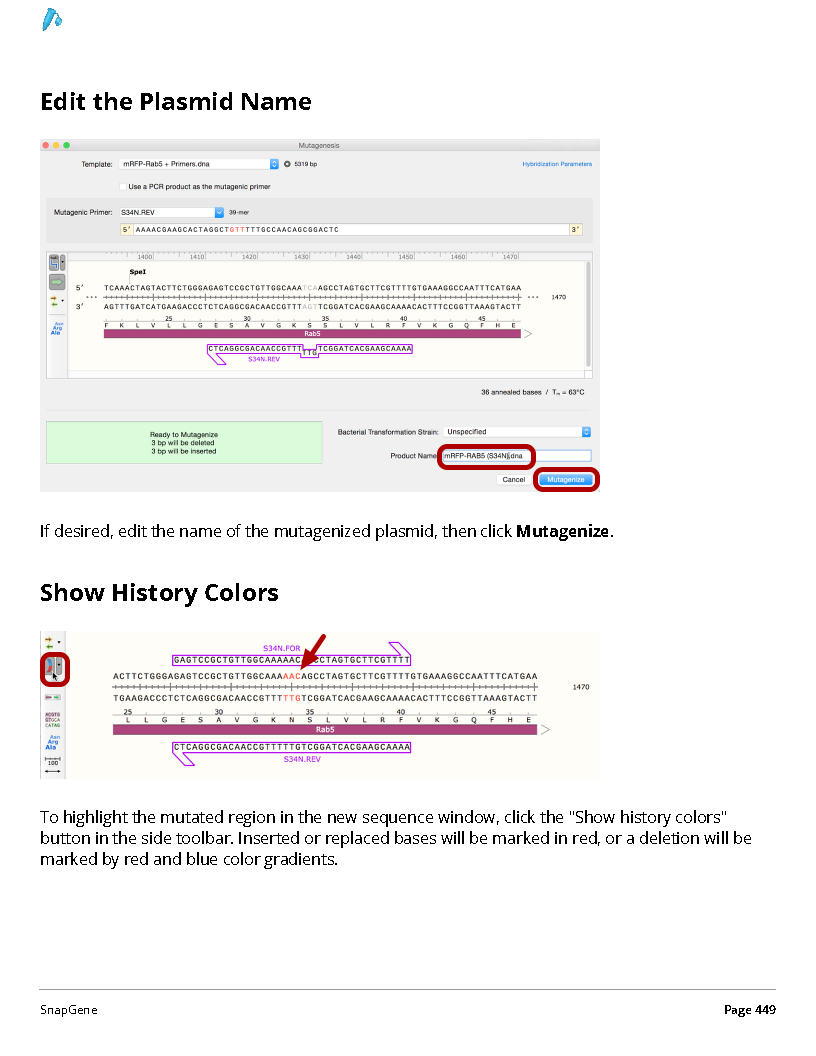 Edit the Plasmid Name
Mutagenesis
Template: mRFP-Rab5 + Primers.dna 5319 bp Hybridization Parameters
Use a PCR product as the mutagenic primer
Mutagenic Primer: S34N.REV 39-mer
5′ AAAACGAAGCACTAGGCTGTTTTTGCCAACAGCGGACTC 3′
1400 1410 1420 1430 1440 1450 1460 1470
SpeI
5′ TCAAACTAGTACTTCTGGGAGAGTCCGCTGTTGGCAAATCAAGCCTAGTGCTTCGTTTTGTGAAAGGCCAATTTCATGAA
1470
3′ AGTTTGATCATGAAGACCCTCTCAGGCGACAACCGTTTAGTTCGGATCACGAAGCAAAACACTTTCCGGTTAAAGTACTT
25 30 35 40 45
F K L V L L G E S A V G K S S L V L R F V K G Q F H E
Rab5
CTCAGGCGACAACCGTTTTTGTCGGATCACGAAGCAAAA
S34N.REV
Asn
Arg
Ala
36 annealed bases / Tm = 63°C
Ready to Mutagenize
3 bp will be deleted
3 bp will be inserted
Bacterial Transformation Strain: Unspecified
Product Name: mRFP-RAB5 (S34N).dna
Cancel Mutagenize
If desired, edit the name of the mutagenized plasmid, then click Mutagenize.
Show History Colors
S34N.FOR
GAGTCCGCTGTTGGCAAAAAC CCTAGTGCTTCGTTTT
ACTTCTGGGAGAGTCCGCTGTTGGCAAAAACAGCCTAGTGCTTCGTTTTGTGAAAGGCCAATTTCATGAA
1470
TGAAGACCCTCTCAGGCGACAACCGTTTTTGTCGGATCACGAAGCAAAACACTTTCCGGTTAAAGTACTT
25 30 35 40 45
L L G E S A V G K N S L V L R F V K G Q F H E
Rab5
CTCAGGCGACAACCGTTTTTGTCGGATCACGAAGCAAAA
S34N.REV
ACGTG
GTGCA
CATAG
Asn
Arg
Ala
100
To highlight the mutated region in the new sequence window, click the "Show history colors"
button in the side toolbar. Inserted or replaced bases will be marked in red, or a deletion will be
marked by red and blue color gradients.
SnapGene Page 449